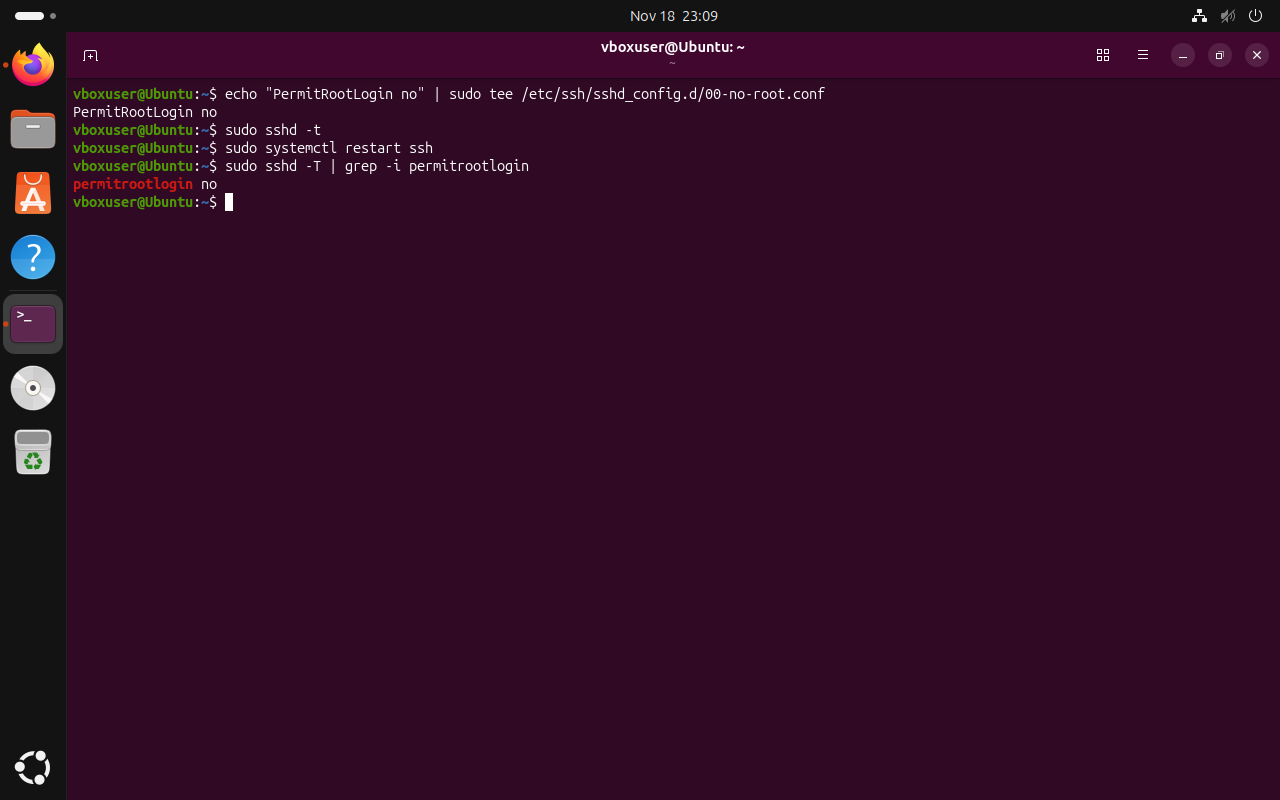 Nov 18 23:09
vboxuser@Ubuntu: ~
~
vboxuser@Ubuntu:~$ echo "PermitRootLogin no" | sudo tee /etc/ssh/sshd_config.d/00-no-root.conf
PermitRootLogin no
vboxuser@Ubuntu:~$ sudo sshd -t
vboxuser@Ubuntu:~$ sudo systemctl restart ssh
vboxuser@Ubuntu:~$ sudo sshd -T | grep -i permitrootlogin
permitrootlogin no
vboxuser@Ubuntu:~$